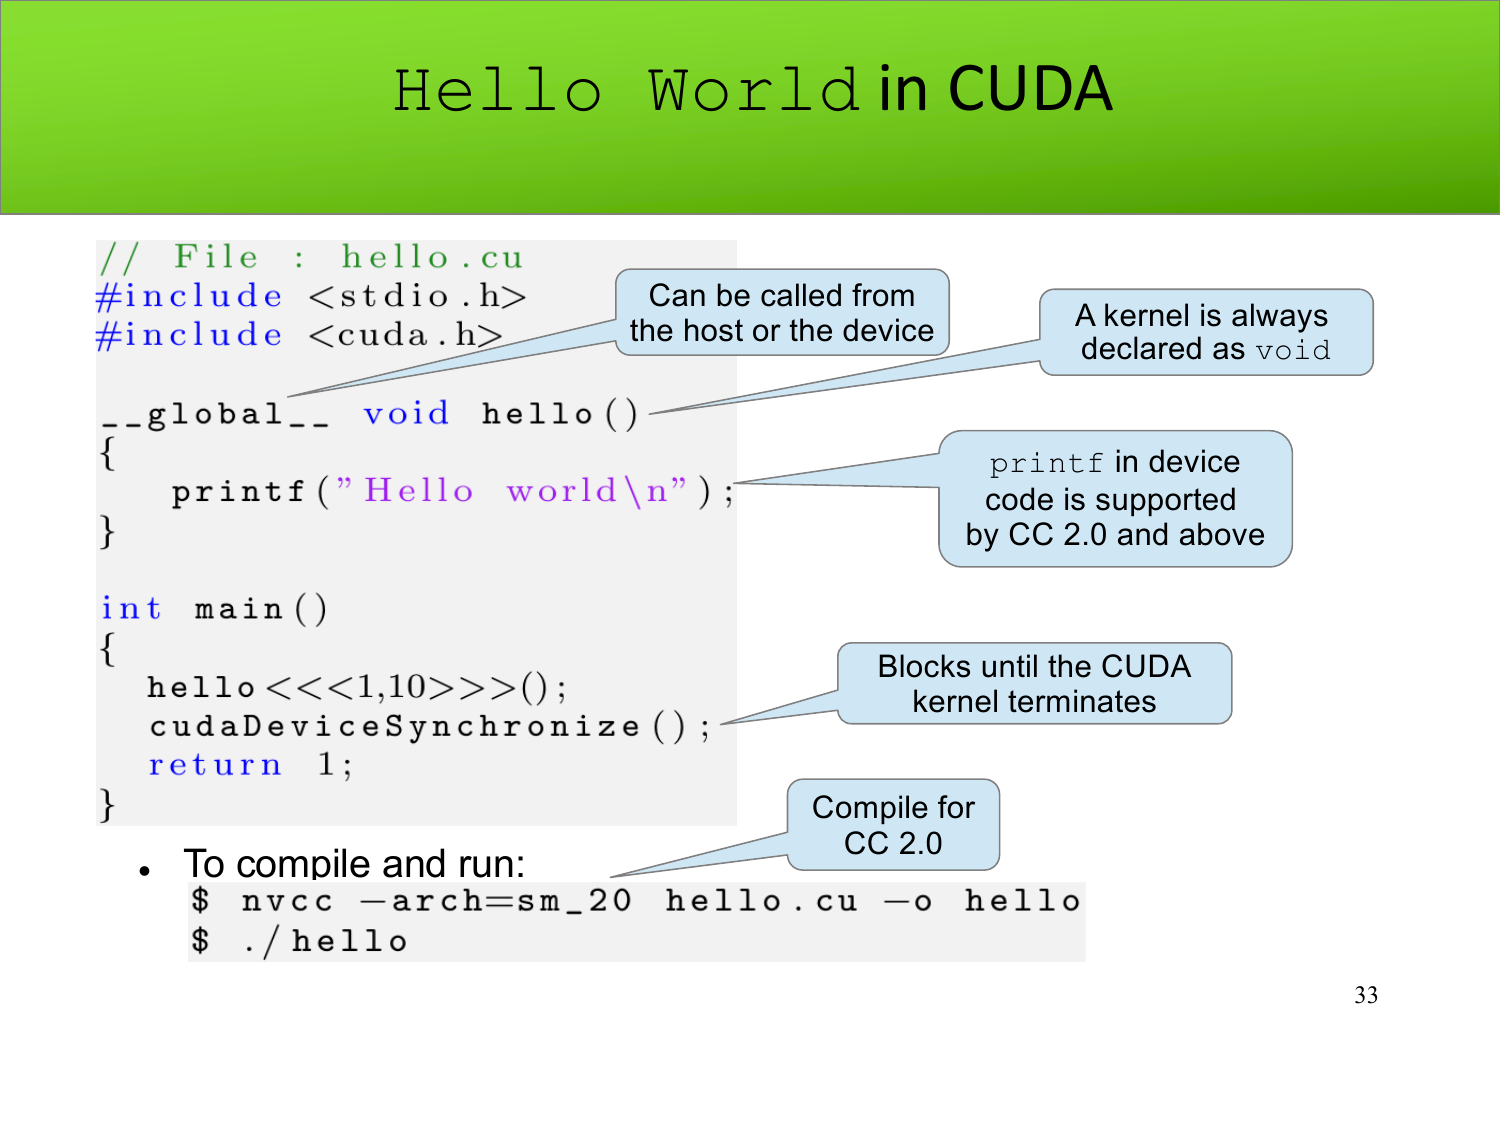 Hello World in CUDA
// File : hello.cu
#include <stdio.h>
#include <cuda.h>
Can be called from
the host or the device
A kernel is always
declared as void
__global__ void hello()
{
printf("Hello world\n");
}
printf in device
code is supported
by CC 2.0 and above
int main()
{
hello<<<1,10>>>();
cudaDeviceSynchronize();
return 1;
}
Blocks until the CUDA
kernel terminates
Compile for
CC 2.0
• To compile and run:
$ nvcc −arch=sm_20 hello.cu −o hello
$ ./hello
33